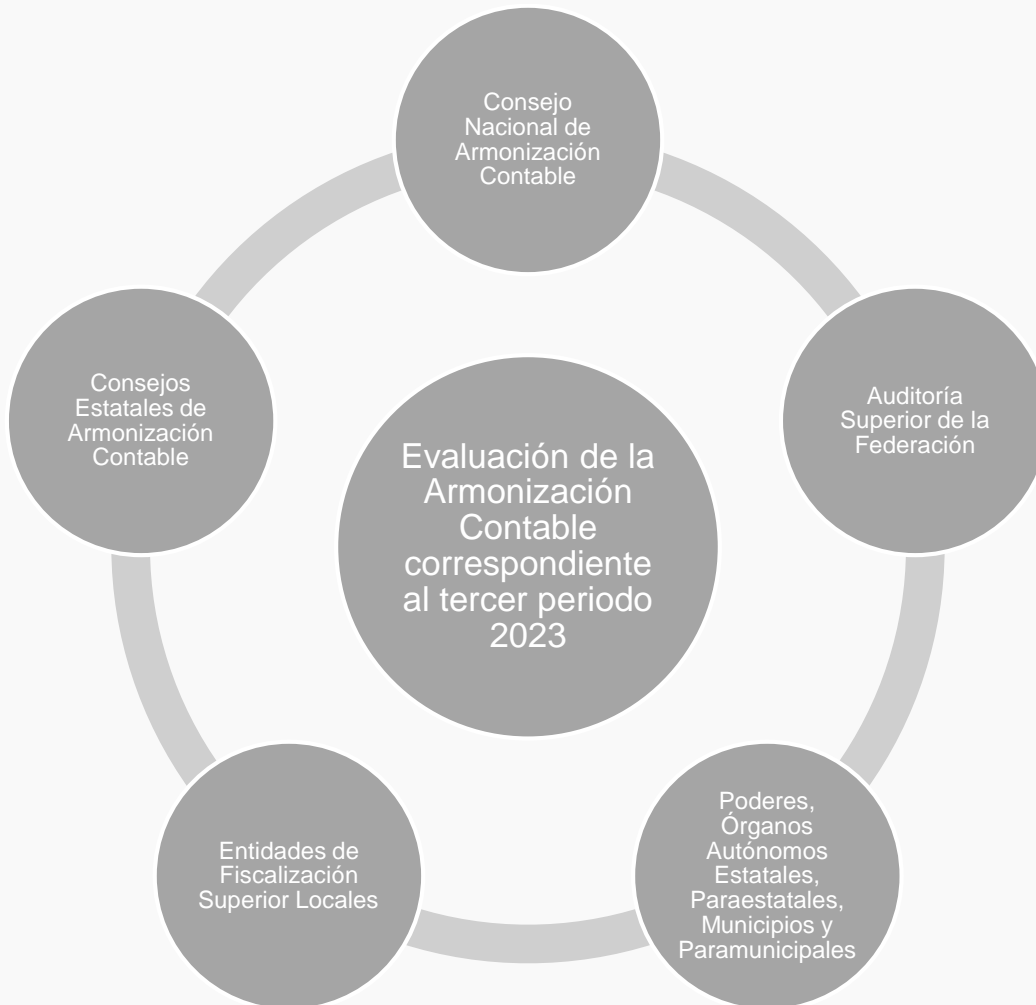 Consejo
Nacional de
Armonización
Contable
Auditoría
Superior de la
Federación
Poderes,
Órganos
Autónomos
Estatales,
Paraestatales,
Municipios y
Paramunicipales
Entidades de
Fiscalización
Superior Locales
Consejos
Estatales de
Armonización
Contable
Evaluación de la
Armonización
Contable
correspondiente
al tercer periodo
2023